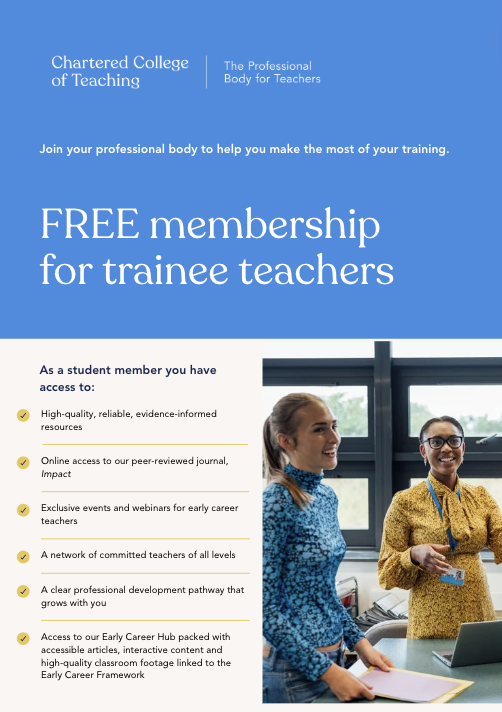 Chartered College
of Teaching
The Professional
Body for Teachers
Join your professional body to help you make the most of your training.
FREE membership
for trainee teachers
As a student member you have
access to:
High-quality, reliable, evidence-informed
resources
Online access to our peer-reviewed journal,
Impact
Exclusive events and webinars for early career
teachers
A network of committed teachers of all levels
A clear professional development pathway that
grows with you
Access to our Early Career Hub packed with
accessible articles, interactive content and
high-quality classroom footage linked to the
Early Career Framework